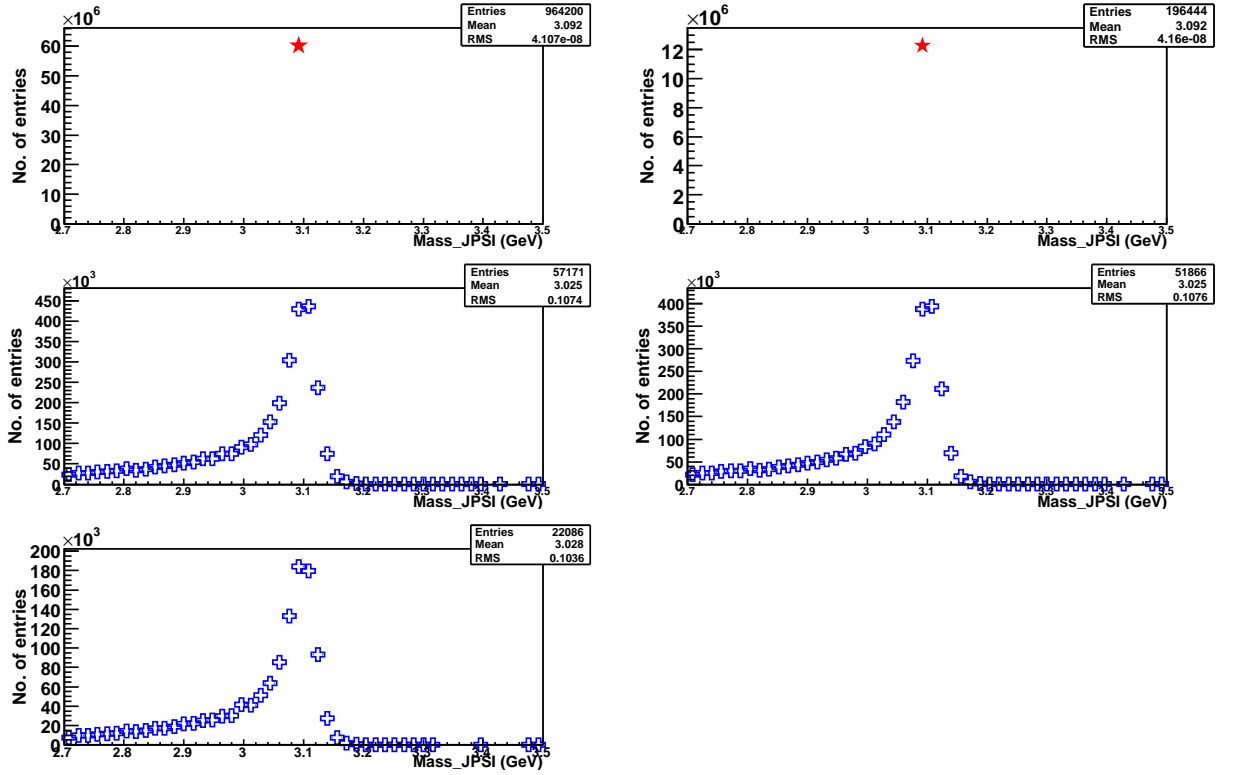 ×10⁶
Entries 964200
Mean 3.092
RMS 4.107e-08
No. of entries
60
50
40
30
20
10
0
2.7 2.8 2.9 3 3.1 3.2 3.3 3.4 3.5
Mass_JPSI (GeV)
×10⁶
Entries 196444
Mean 3.092
RMS 4.16e-08
No. of entries
12
10
8
6
4
2
0
2.7 2.8 2.9 3 3.1 3.2 3.3 3.4 3.5
Mass_JPSI (GeV)
×10³
Entries 57171
Mean 3.025
RMS 0.1074
No. of entries
450
400
350
300
250
200
150
100
50
0
2.7 2.8 2.9 3 3.1 3.2 3.3 3.4 3.5
Mass_JPSI (GeV)
×10³
Entries 51866
Mean 3.025
RMS 0.1076
No. of entries
400
350
300
250
200
150
100
50
0
2.7 2.8 2.9 3 3.1 3.2 3.3 3.4 3.5
Mass_JPSI (GeV)
×10³
Entries 22086
Mean 3.028
RMS 0.1036
No. of entries
200
180
160
140
120
100
80
60
40
20
0
2.7 2.8 2.9 3 3.1 3.2 3.3 3.4 3.5
Mass_JPSI (GeV)